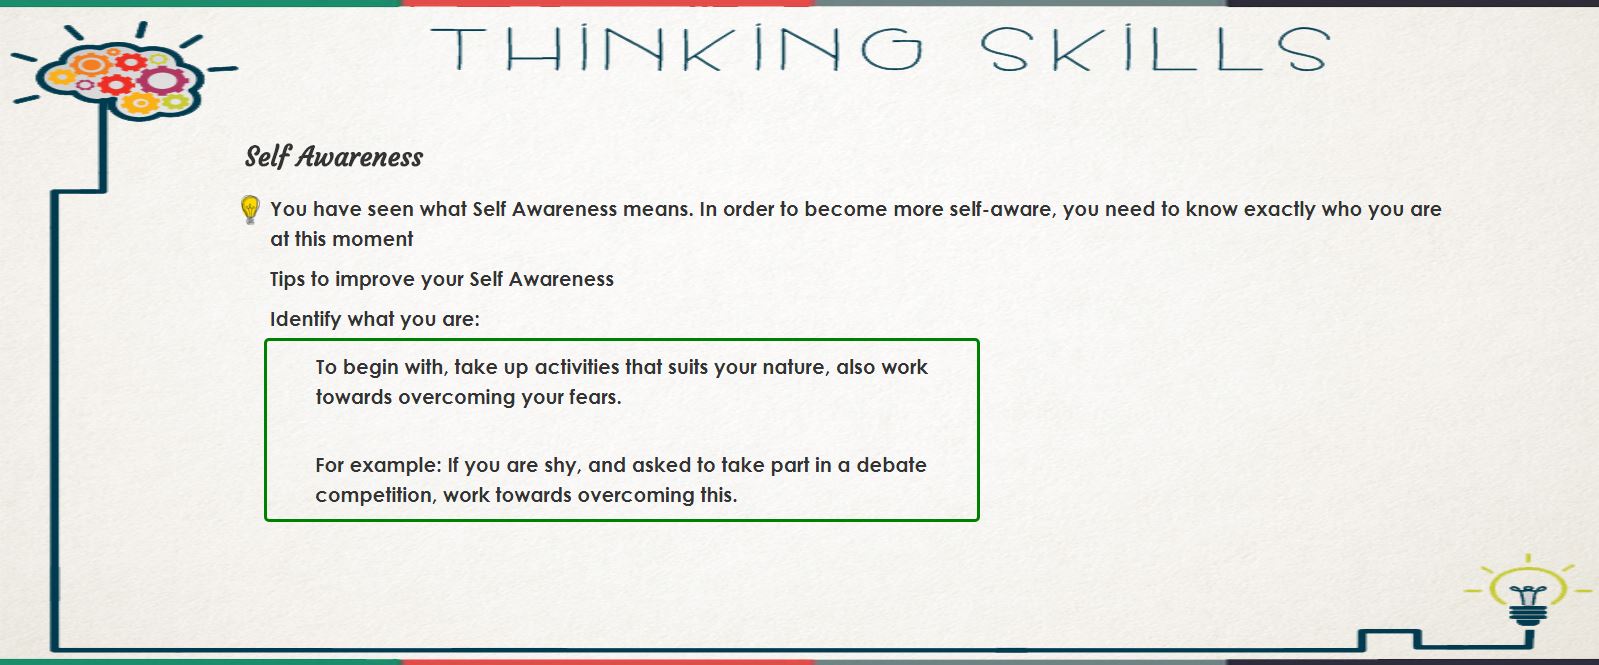 THINKING SKILLS
Self Awareness
You have seen what Self Awareness means. In order to become more self-aware, you need to know exactly who you are
at this moment
Tips to improve your Self Awareness
Identify what you are:
To begin with, take up activities that suits your nature, also work
towards overcoming your fears.
For example: If you are shy, and asked to take part in a debate
competition, work towards overcoming this.